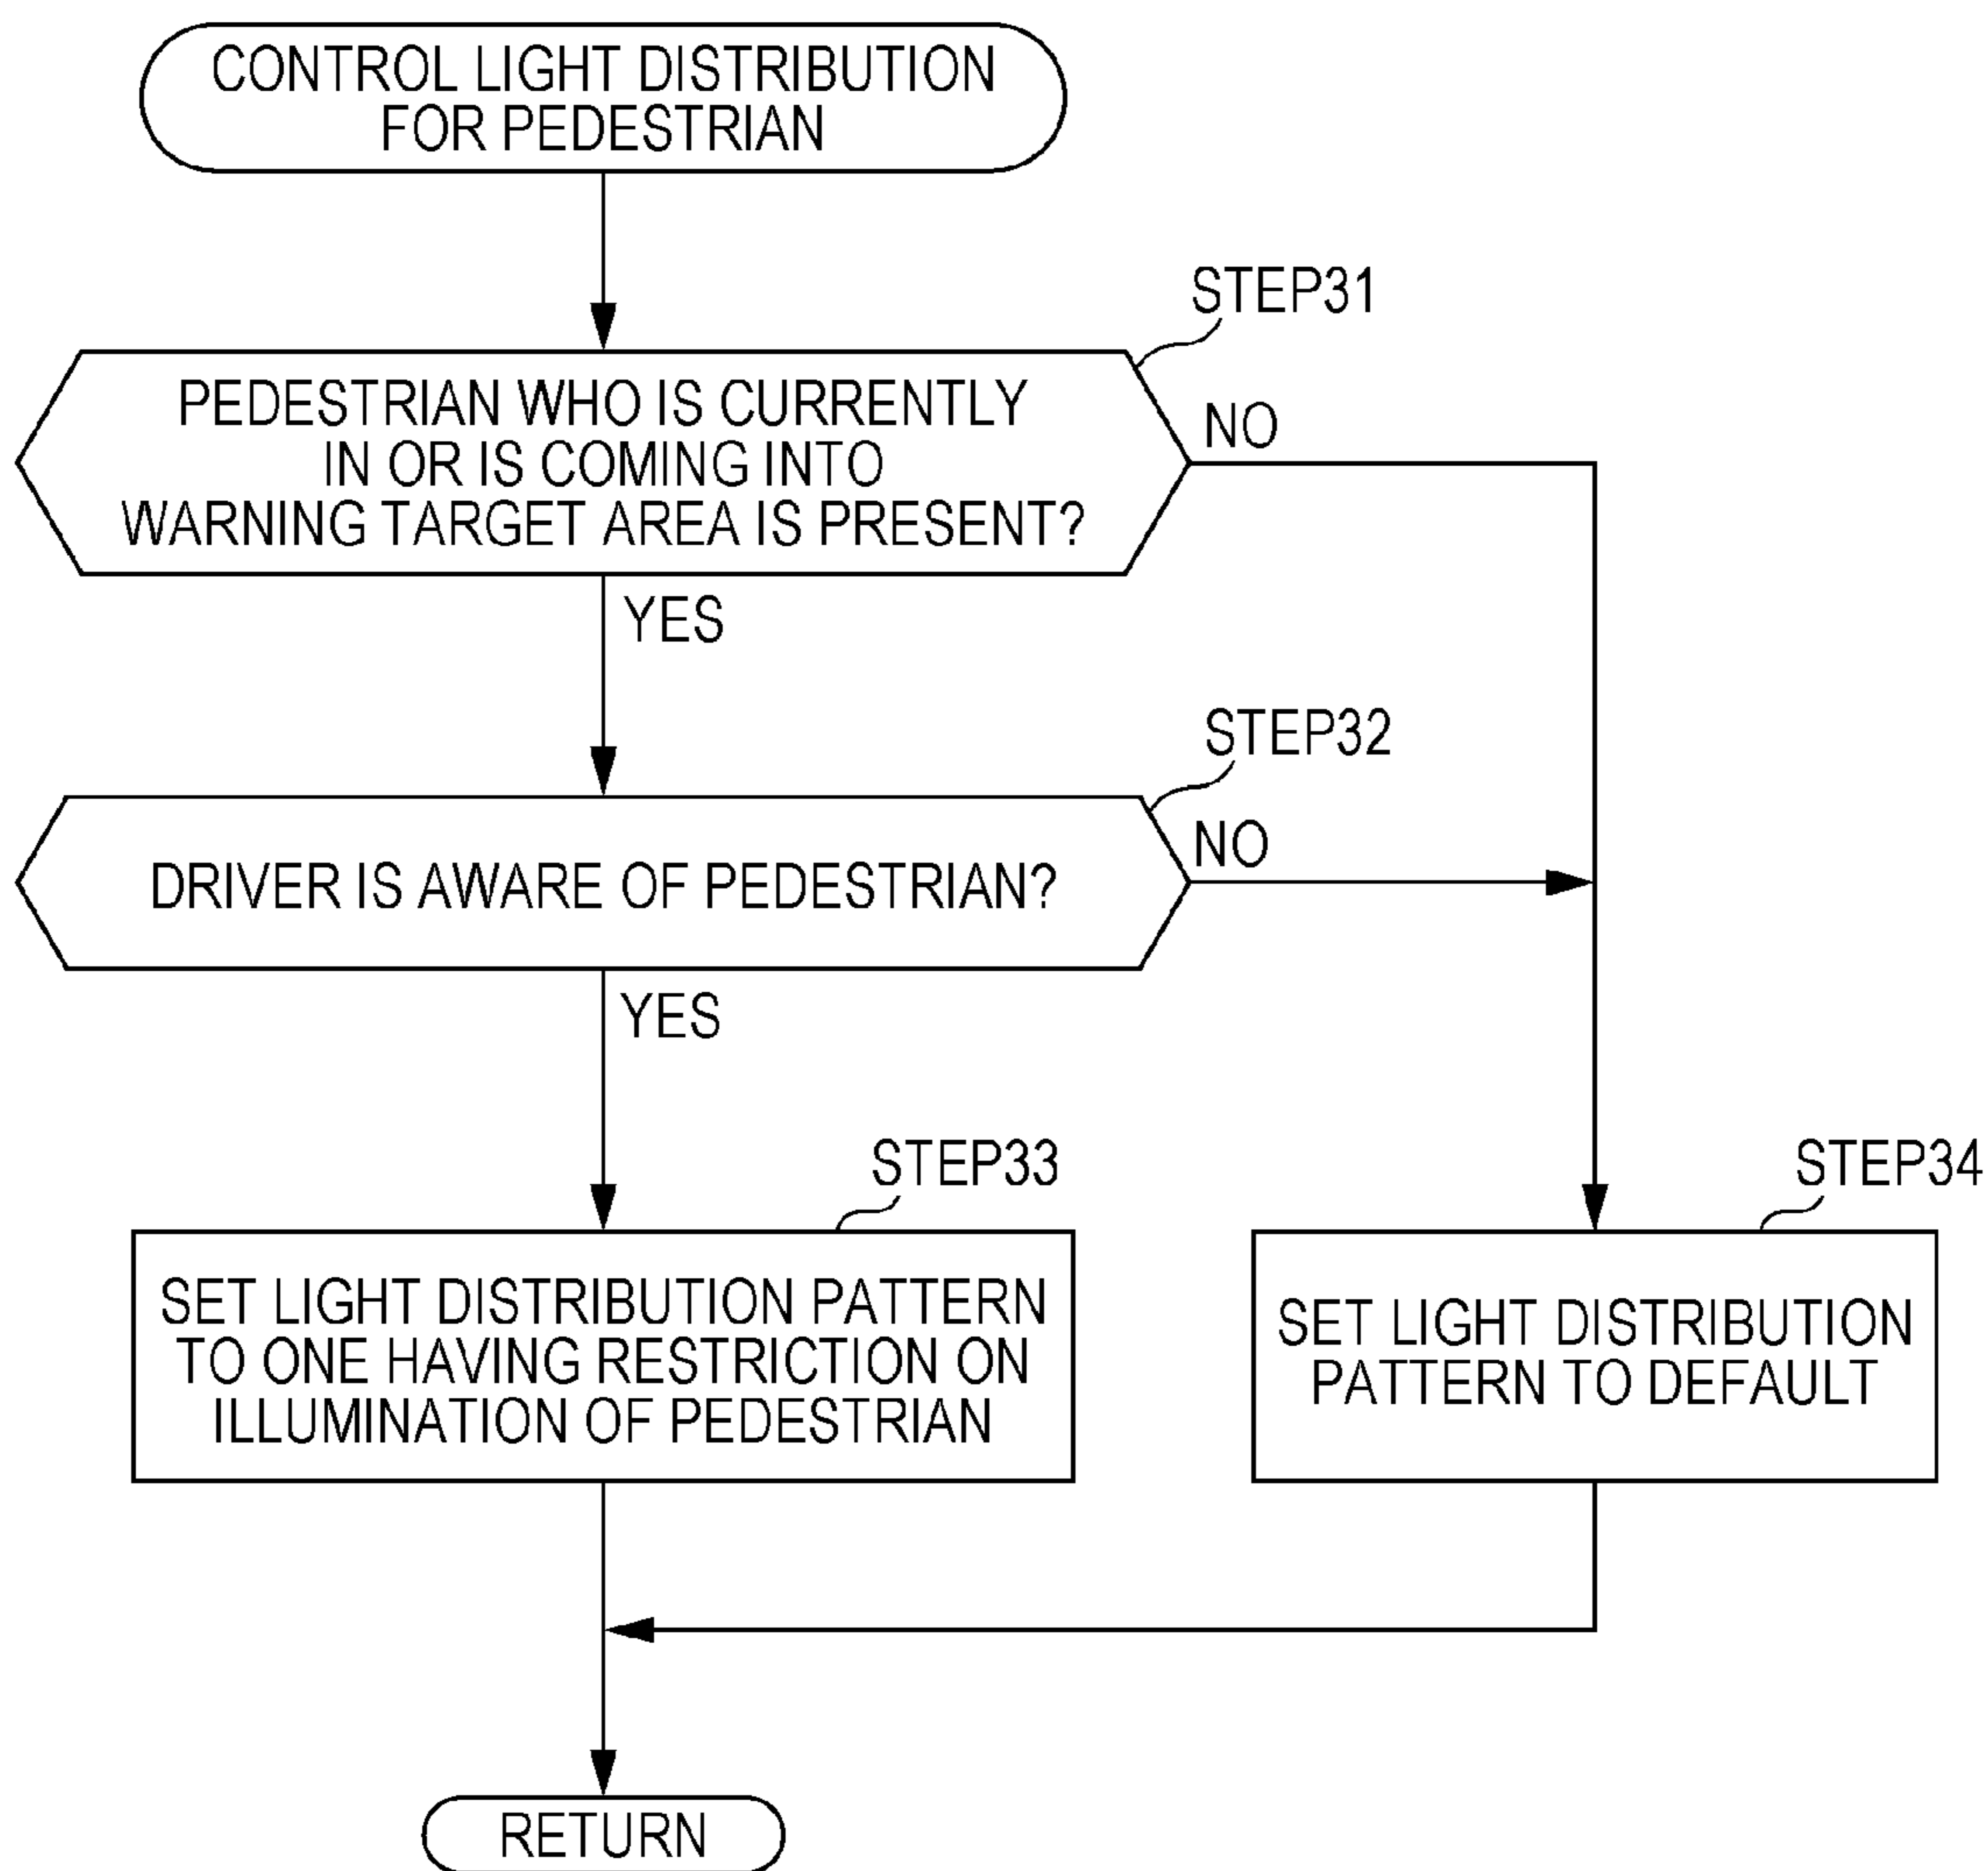 CONTROL LIGHT DISTRIBUTION
FOR PEDESTRIAN
STEP31
PEDESTRIAN WHO IS CURRENTLY
IN OR IS COMING INTO
WARNING TARGET AREA IS PRESENT?
NO
YES
STEP32
DRIVER IS AWARE OF PEDESTRIAN?
NO
YES
STEP33
SET LIGHT DISTRIBUTION PATTERN
TO ONE HAVING RESTRICTION ON
ILLUMINATION OF PEDESTRIAN
STEP34
SET LIGHT DISTRIBUTION
PATTERN TO DEFAULT
RETURN